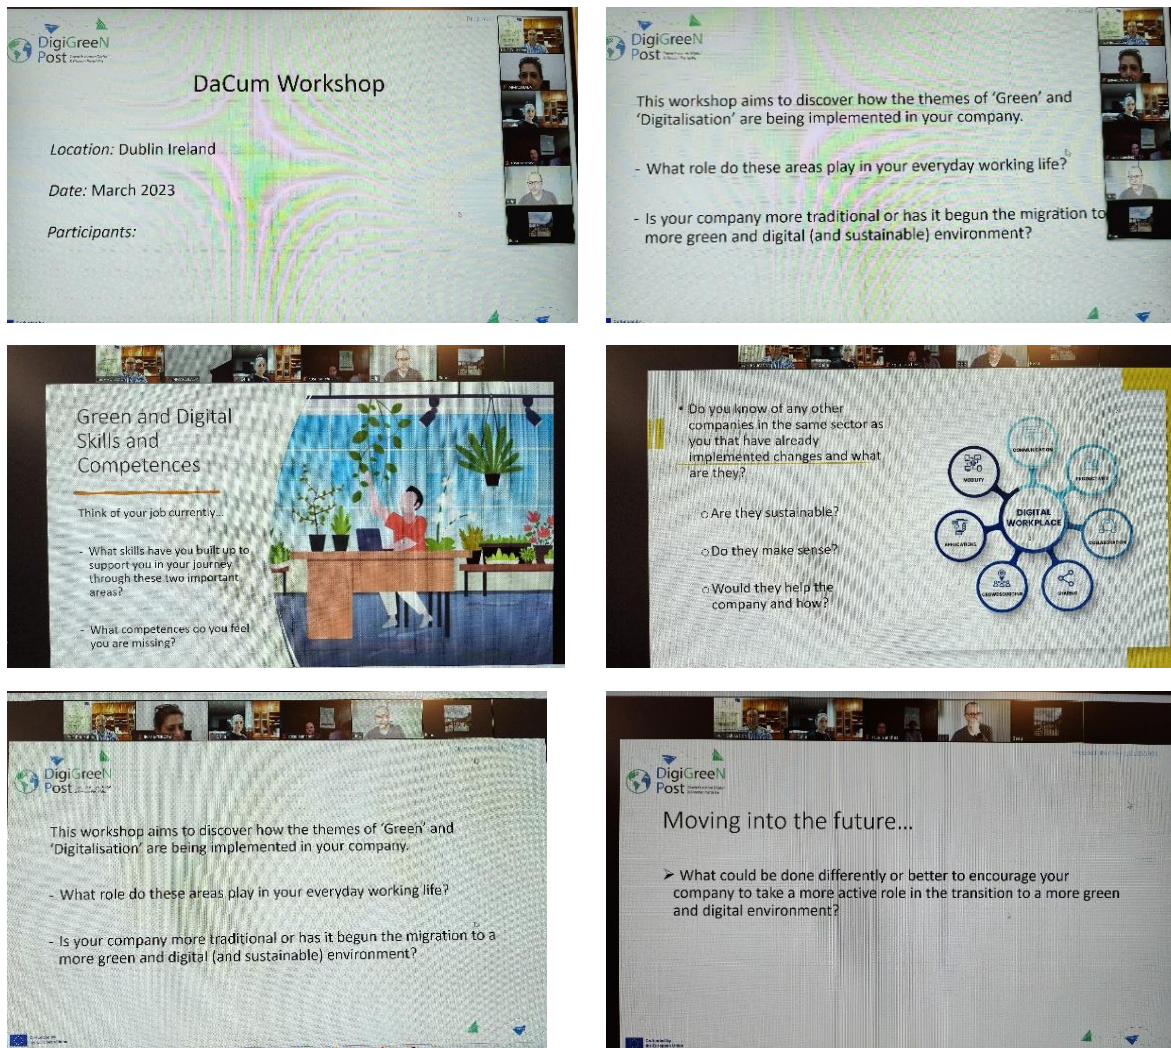 DigiGreeN
Post
DaCum Workshop
Location: Dublin Ireland
Date: March 2023
Participants:
DigiGreeN
Post
This workshop aims to discover how the themes of 'Green' and
'Digitalisation' are being implemented in your company.
- What role do these areas play in your everyday working life?
- Is your company more traditional or has it begun the migration to
more green and digital (and sustainable) environment?
Green and Digital
Skills and
Competences
Think of your job currently...
- What skills have you built up to
support you in your journey
through these two important
areas?
- What competences do you feel
you are missing?
• Do you know of any other
companies in the same sector as
you that have already
implemented changes and what
are they?
o Are they sustainable?
o Do they make sense?
o Would they help the
company and how?
COMMUNICATION
MOBILITY
DIGITAL
WORKPLACE
APPLICATIONS
COLLABORATION
CROWDSOURCING
SHARING
DigiGreeN
Post
This workshop aims to discover how the themes of 'Green' and
'Digitalisation' are being implemented in your company.
- What role do these areas play in your everyday working life?
- Is your company more traditional or has it begun the migration to a
more green and digital (and sustainable) environment?
DigiGreeN
Post
Moving into the future...
➢ What could be done differently or better to encourage your
company to take a more active role in the transition to a more green
and digital environment?
Co-funded by
the European Union